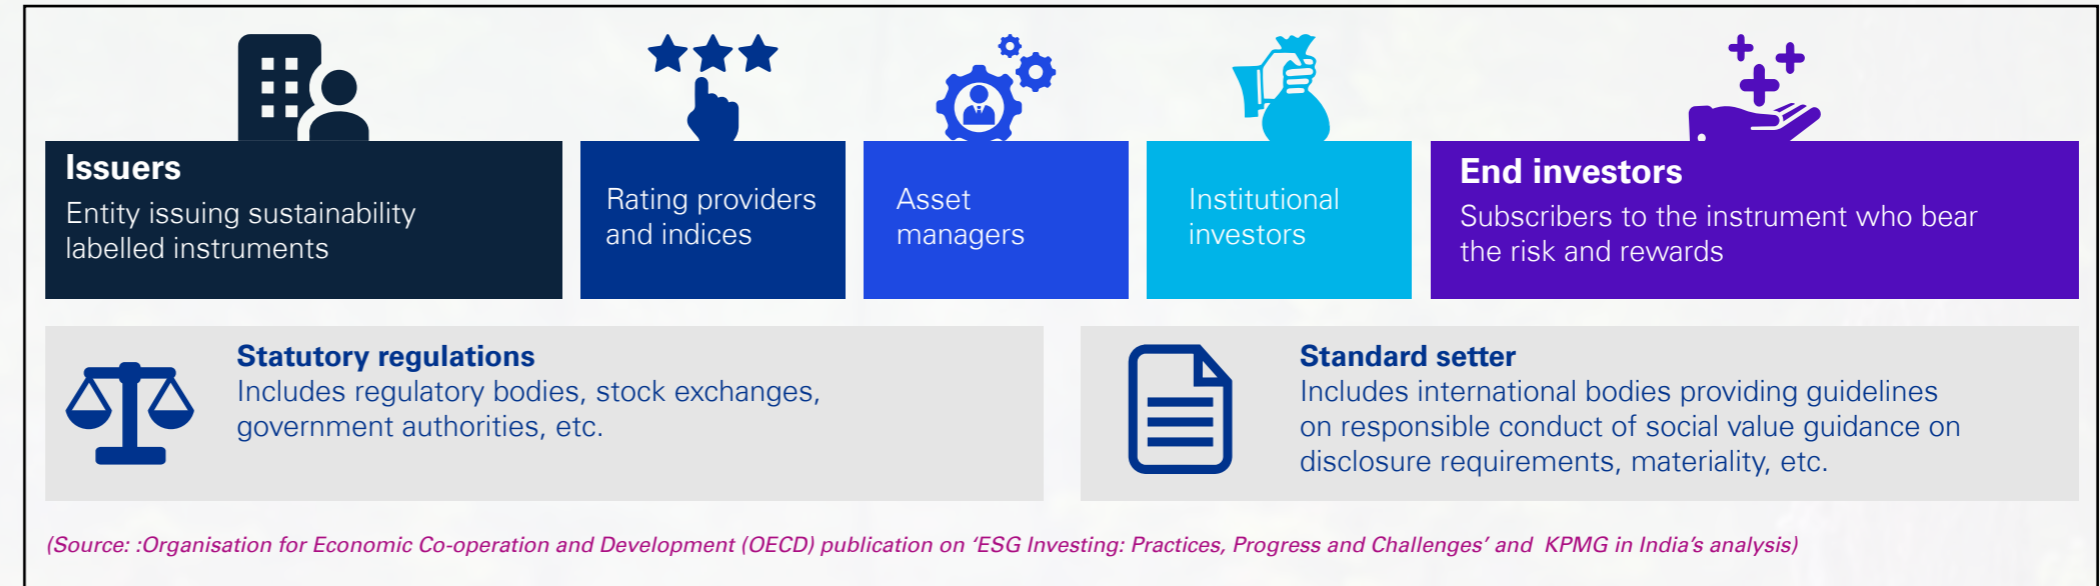 Issuers
Entity issuing sustainability
labelled instruments
Rating providers
and indices
Asset
managers
Institutional
investors
End investors
Subscribers to the instrument who bear
the risk and rewards
Statutory regulations
Includes regulatory bodies, stock exchanges,
government authorities, etc.
Standard setter
Includes international bodies providing guidelines
on responsible conduct of social value guidance on
disclosure requirements, materiality, etc.
(Source: :Organisation for Economic Co-operation and Development (OECD) publication on ‘ESG Investing: Practices, Progress and Challenges’ and KPMG in India’s analysis)